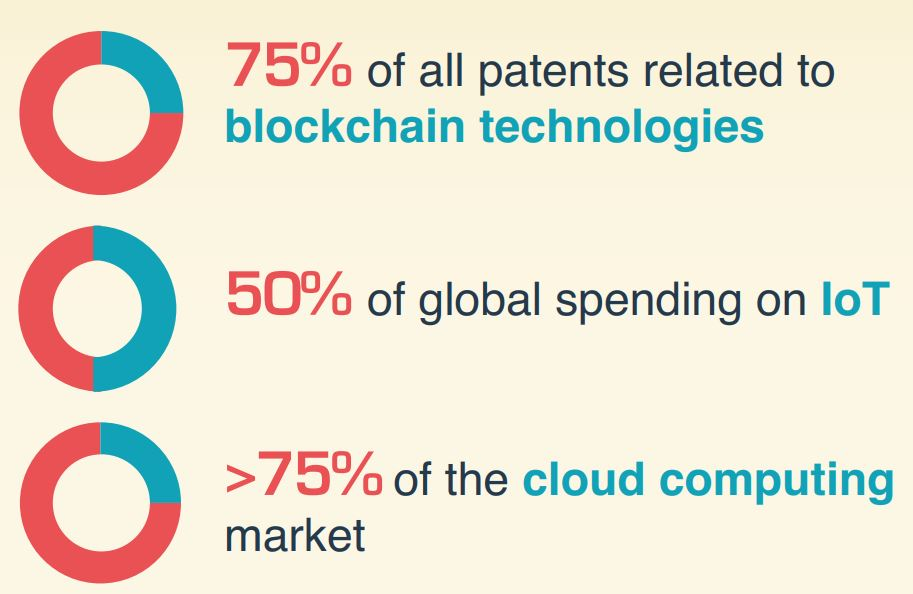 75% of all patents related to
blockchain technologies
50% of global spending on IoT
>75% of the cloud computing
market